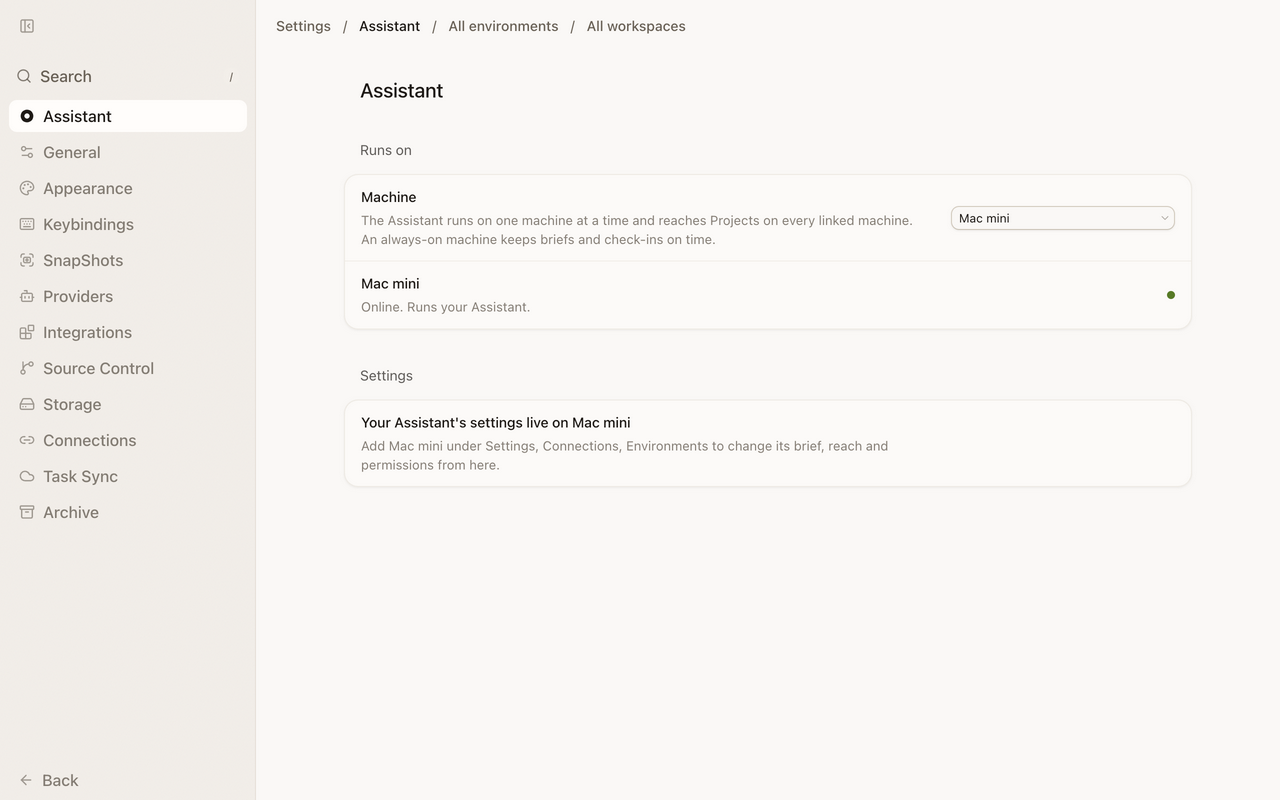 Settings / Assistant / All environments / All workspaces
Search /
Assistant
General
Appearance
Keybindings
SnapShots
Providers
Integrations
Source Control
Storage
Connections
Task Sync
Archive
Back
Assistant
Runs on
Machine
The Assistant runs on one machine at a time and reaches Projects on every linked machine.
An always-on machine keeps briefs and check-ins on time.
Mac mini
Mac mini
Online. Runs your Assistant.
Settings
Your Assistant's settings live on Mac mini
Add Mac mini under Settings, Connections, Environments to change its brief, reach and
permissions from here.